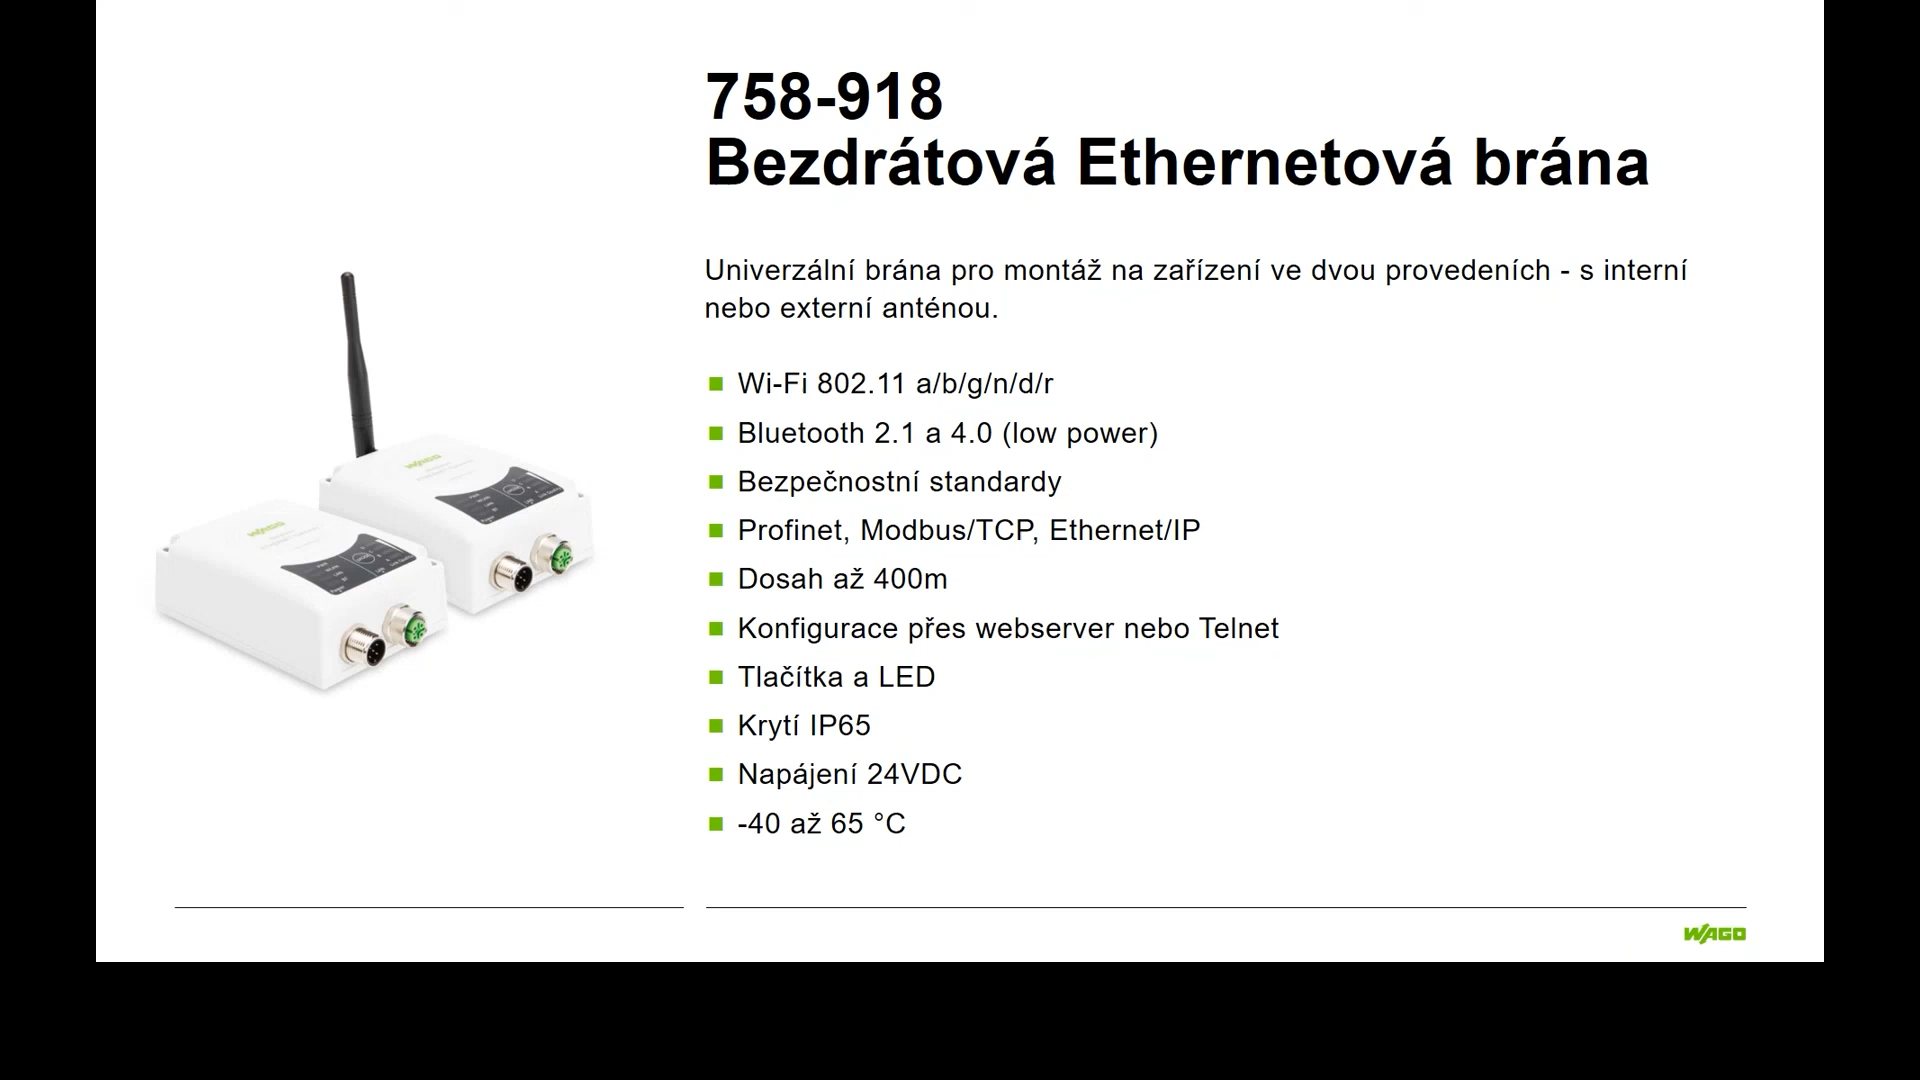 758-918
Bezdrátová Ethernetová brána
Univerzální brána pro montáž na zařízení ve dvou provedeních - s interní
nebo externí anténou.
Wi-Fi 802.11 a/b/g/n/d/r
Bluetooth 2.1 a 4.0 (low power)
Bezpečnostní standardy
Profinet, Modbus/TCP, Ethernet/IP
Dosah až 400m
Konfigurace přes webserver nebo Telnet
Tlačítka a LED
Krytí IP65
Napájení 24VDC
-40 až 65 °C
WAGO
WAGO
WAGO